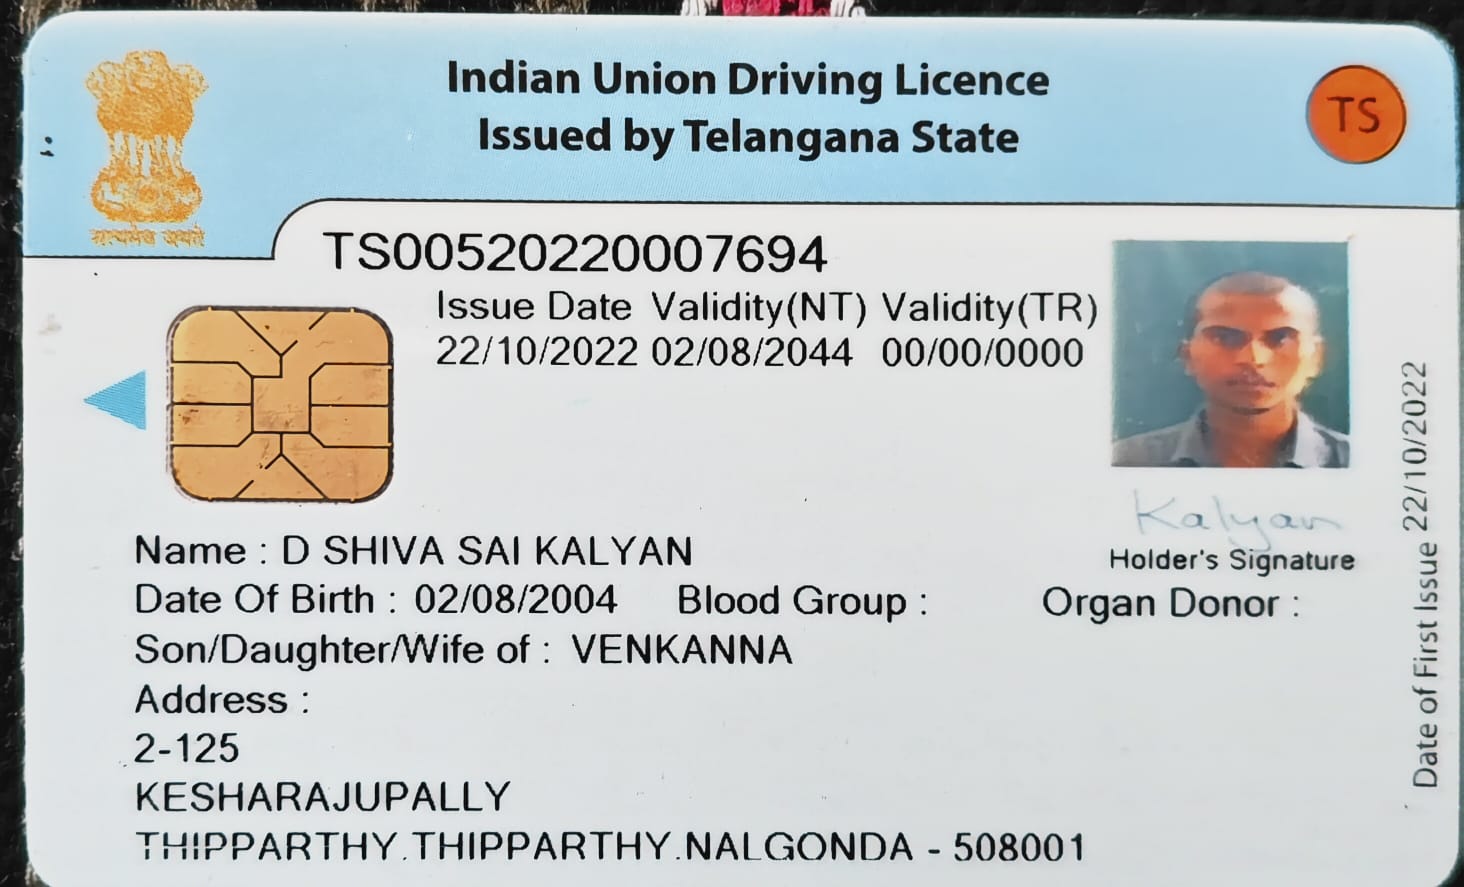 Indian Union Driving Licence
Issued by Telangana State
TS
सत्यमेव जयते
TS00520220007694
Issue Date Validity(NT) Validity(TR)
22/10/2022 02/08/2044 00/00/0000
Kalyan
Holder's Signature
Name : D SHIVA SAI KALYAN
Date Of Birth : 02/08/2004 Blood Group : Organ Donor :
Son/Daughter/Wife of : VENKANNA
Address :
2-125
KESHARAJUPALLY
THIPPARTHY.THIPPARTHY.NALGONDA - 508001
Date of First Issue 22/10/2022